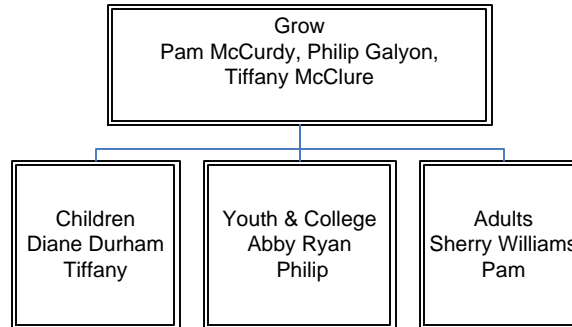 Grow
Pam McCurdy, Philip Galyon,
Tiffany McClure
Children
Diane Durham
Tiffany
Youth & College
Abby Ryan
Philip
Adults
Sherry Williams
Pam